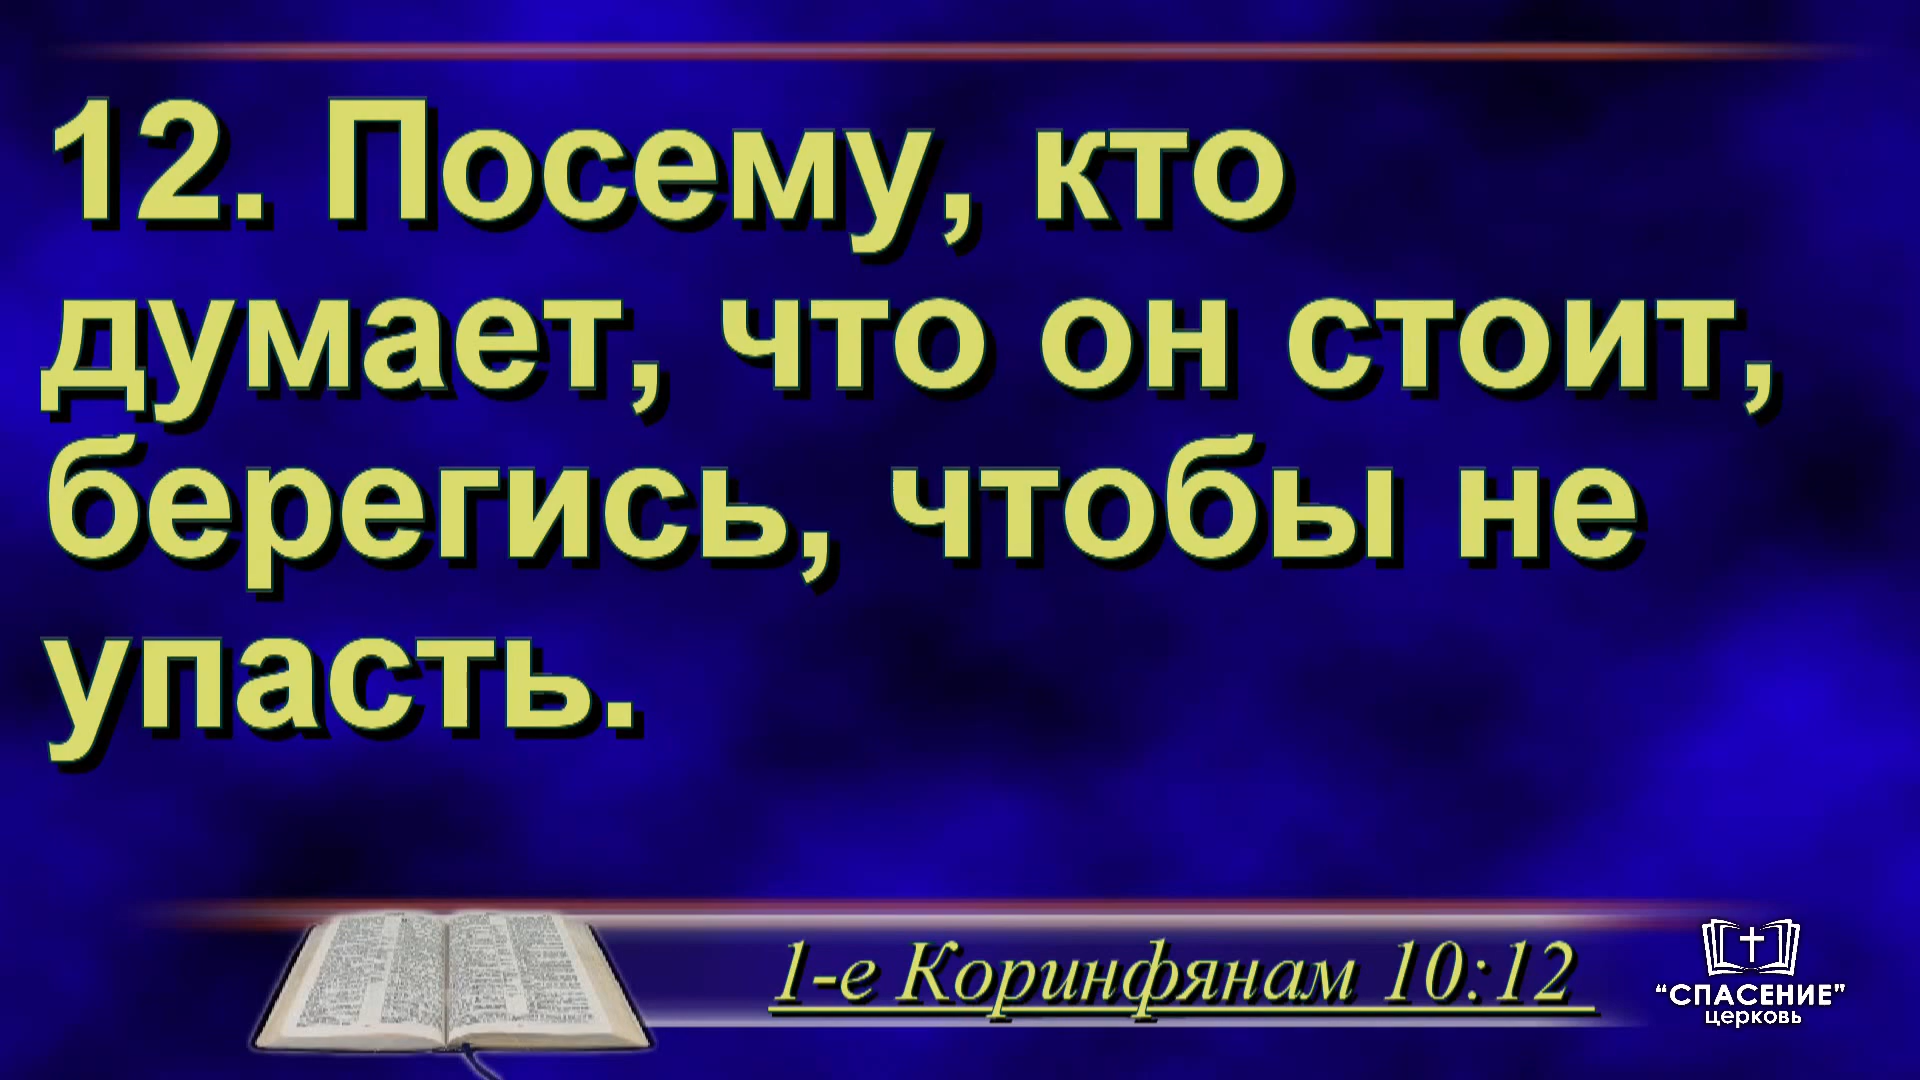 12. Посему, кто
думает, что он стоит,
берегись, чтобы не
упасть.
1-е Коринфянам 10:12
“СПАСЕНИЕ”
церковь